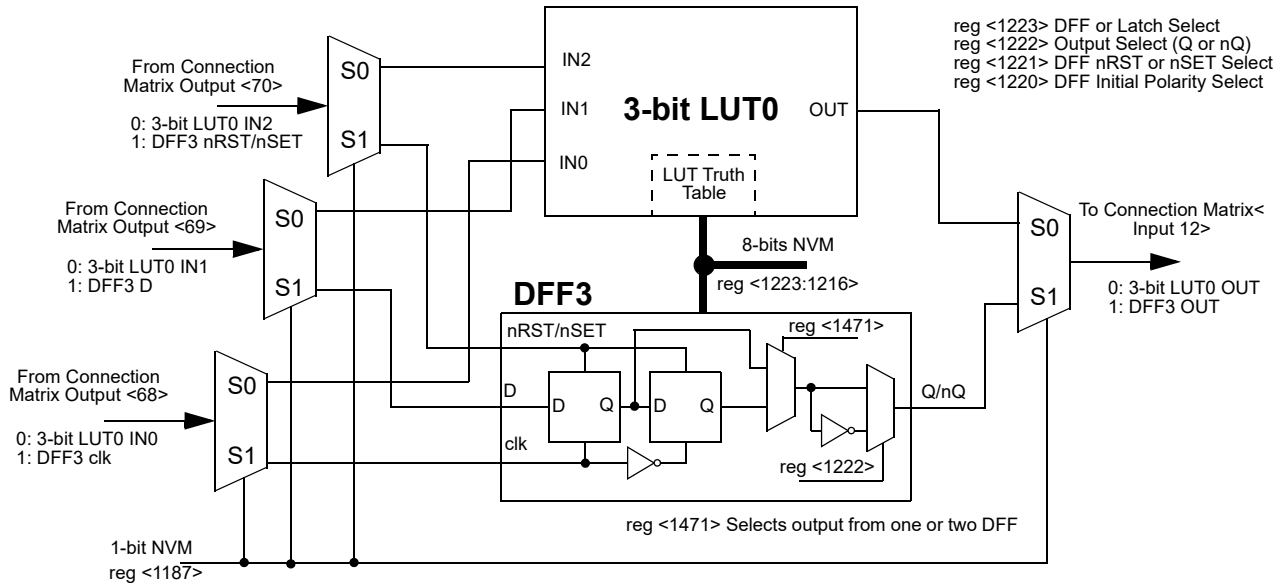 reg <1223> DFF or Latch Select
reg <1222> Output Select (Q or nQ)
reg <1221> DFF nRST or nSET Select
reg <1220> DFF Initial Polarity Select
From Connection
Matrix Output <70>
0: 3-bit LUT0 IN2
1: DFF3 nRST/nSET
S0
S1
IN2
IN1
IN0
3-bit LUT0
OUT
LUT Truth
Table
From Connection
Matrix Output <69>
0: 3-bit LUT0 IN1
1: DFF3 D
S0
S1
8-bits NVM
reg <1223:1216>
S0
S1
To Connection Matrix<
Input 12>
0: 3-bit LUT0 OUT
1: DFF3 OUT
DFF3
nRST/nSET
D
clk
D
Q
D
Q
reg <1471>
reg <1222>
Q/nQ
From Connection
Matrix Output <68>
0: 3-bit LUT0 IN0
1: DFF3 clk
S0
S1
reg <1471> Selects output from one or two DFF
1-bit NVM
reg <1187>